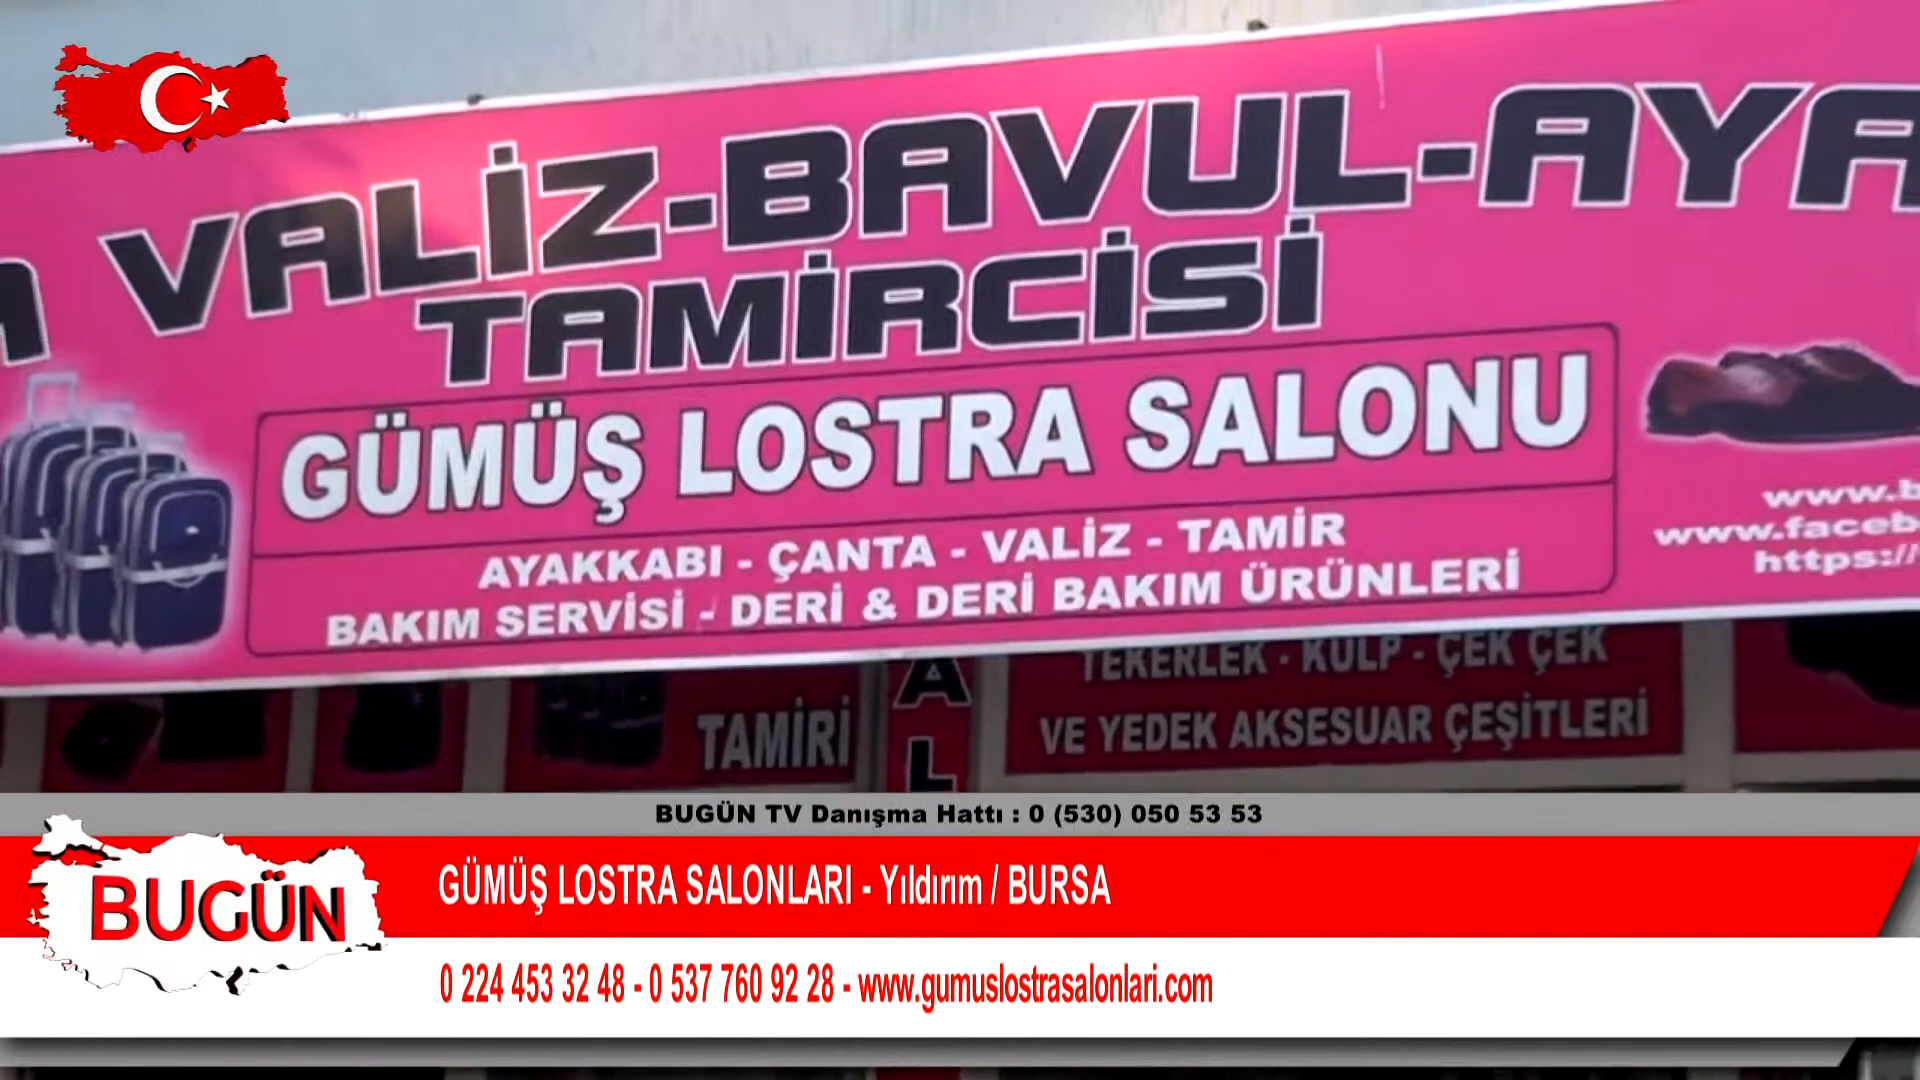 VALİZ-BAVUL-AYA
TAMİRCİSİ
GÜMÜŞ LOSTRA SALONU
AYAKKABI - ÇANTA - VALİZ - TAMİR
BAKIM SERVİSİ - DERİ & DERİ BAKIM ÜRÜNLERİ
www.b
www.faceb
https://
TAMİRİ
A
L
TEKERLEK - KULP - ÇEK ÇEK
VE YEDEK AKSESUAR ÇEŞİTLERİ
BUGÜN TV Danışma Hattı : 0 (530) 050 53 53
BUGÜN
GÜMÜŞ LOSTRA SALONLARI - Yıldırım / BURSA
0 224 453 32 48 - 0 537 760 92 28 - www.gumuslostrasalonlari.com